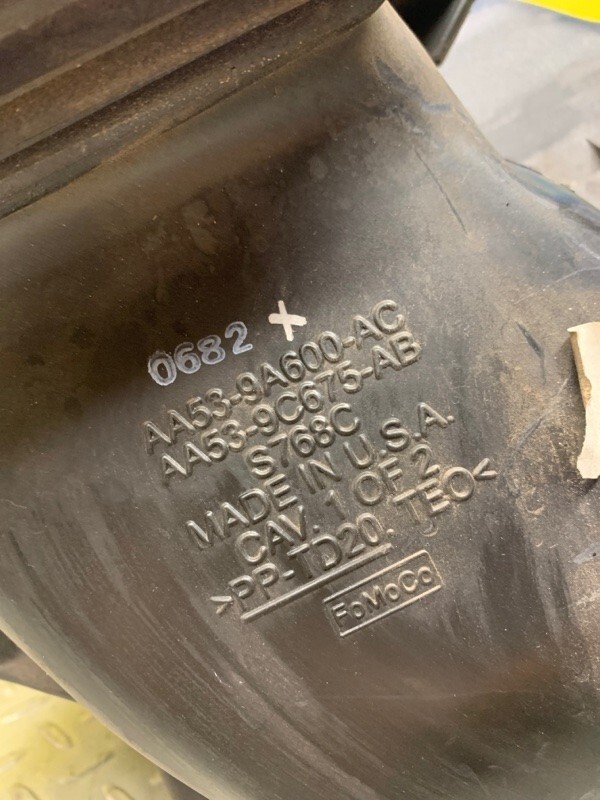 0682 +
AA53-9A600-AC
AA53-9C675-AB
S768C
MADE IN U.S.A.
CAV. 1 OF 2
>PP-TD20. TEO<
FoMoCo